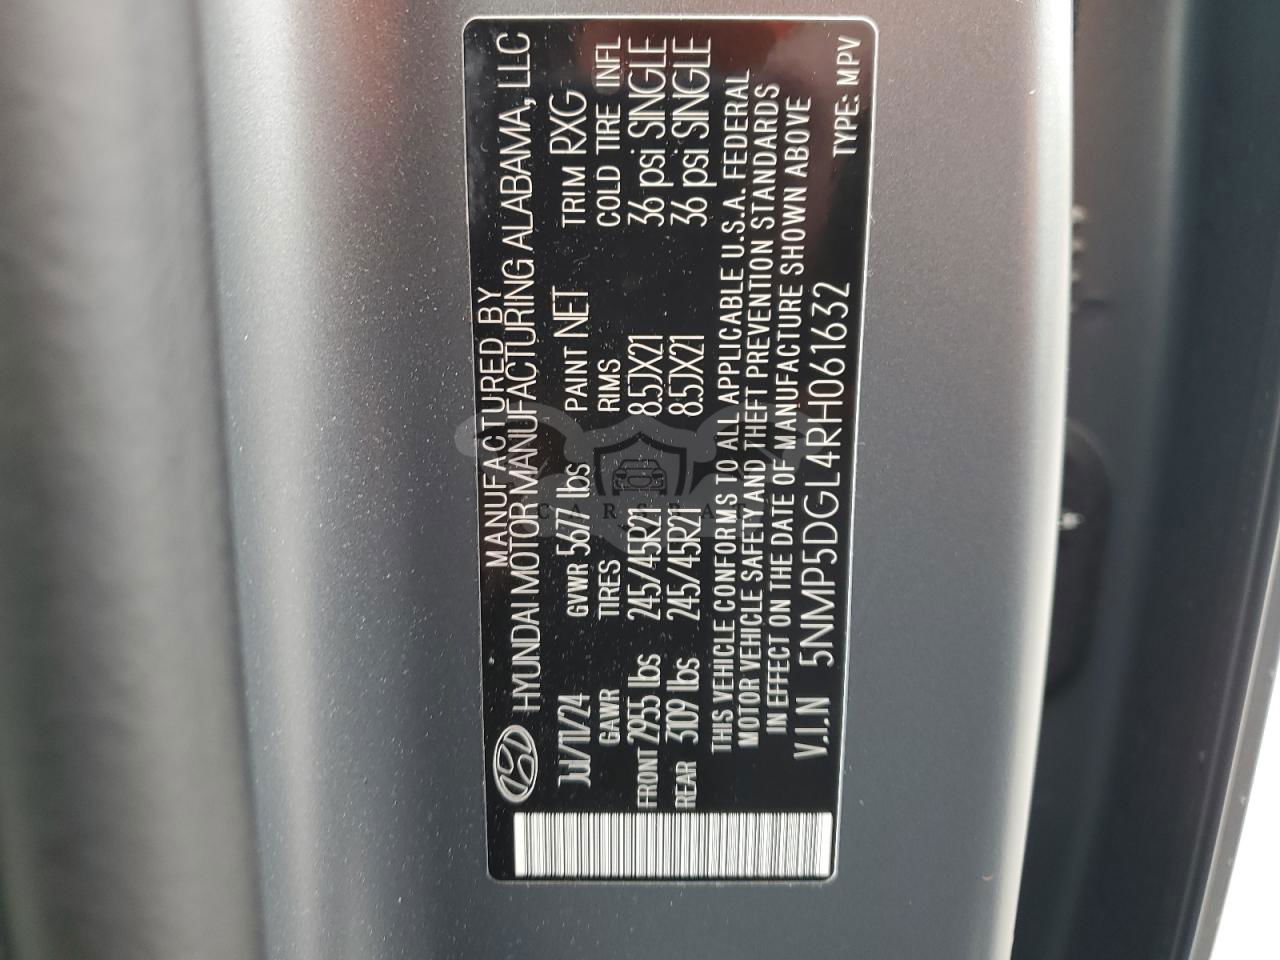 MANUFACTURED BY
HYUNDAI MOTOR MANUFACTURING ALABAMA, LLC
JUL/11/24 GVWR 5677 lbs PAINT NET TRIM RXG
GAWR TIRES RIMS COLD TIRE INFL
FRONT 2955 lbs 245/45R21 8.5JX21 36 psi SINGLE
REAR 3109 lbs 245/45R21 8.5JX21 36 psi SINGLE
THIS VEHICLE CONFORMS TO ALL APPLICABLE U.S.A. FEDERAL
MOTOR VEHICLE SAFETY AND THEFT PREVENTION STANDARDS
IN EFFECT ON THE DATE OF MANUFACTURE SHOWN ABOVE
V.I.N 5NMP5DGL4RH061632 TYPE: MPV